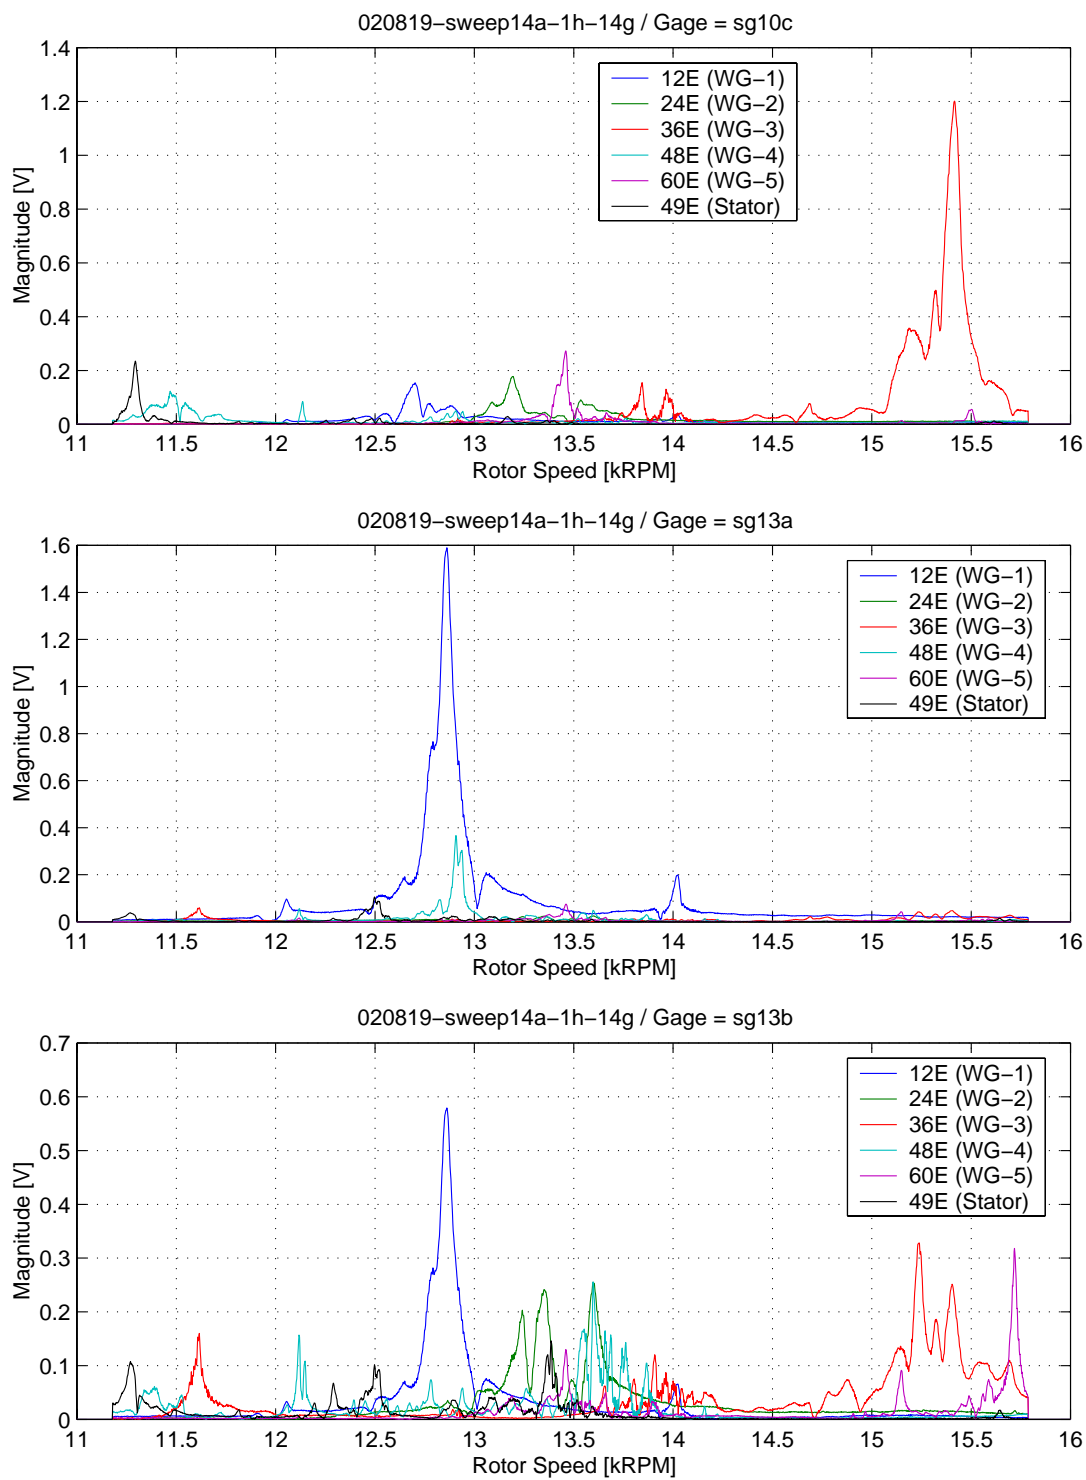 020819−sweep14a−1h−14g / Gage = sg10c
1.4
1.2
1
0.8
0.6
0.4
0.2
0
Magnitude [V]
12E (WG−1)
24E (WG−2)
36E (WG−3)
48E (WG−4)
60E (WG−5)
49E (Stator)
11 11.5 12 12.5 13 13.5 14 14.5 15 15.5 16
Rotor Speed [kRPM]
020819−sweep14a−1h−14g / Gage = sg13a
1.6
1.4
1.2
1
0.8
0.6
0.4
0.2
0
Magnitude [V]
12E (WG−1)
24E (WG−2)
36E (WG−3)
48E (WG−4)
60E (WG−5)
49E (Stator)
11 11.5 12 12.5 13 13.5 14 14.5 15 15.5 16
Rotor Speed [kRPM]
020819−sweep14a−1h−14g / Gage = sg13b
0.7
0.6
0.5
0.4
0.3
0.2
0.1
0
Magnitude [V]
12E (WG−1)
24E (WG−2)
36E (WG−3)
48E (WG−4)
60E (WG−5)
49E (Stator)
11 11.5 12 12.5 13 13.5 14 14.5 15 15.5 16
Rotor Speed [kRPM]